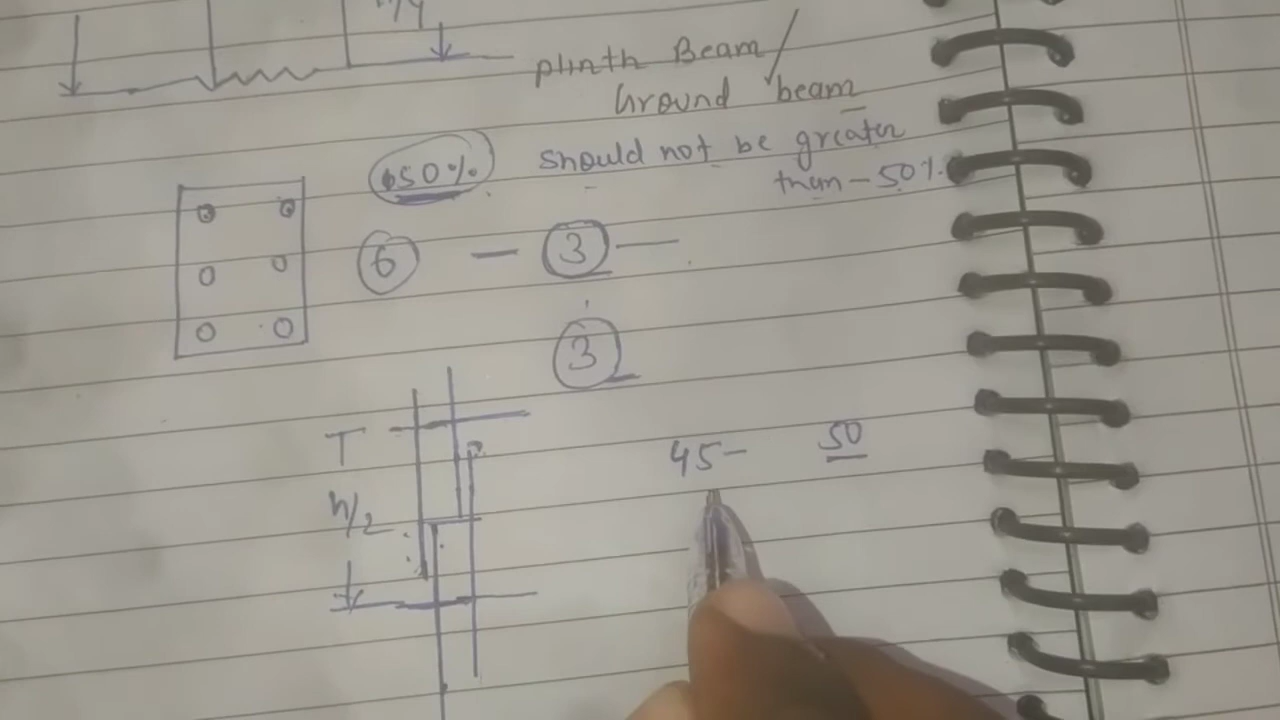 plinth Beam/
Ground beam
50% should not be greater
than - 50%.
6 - 3 -
3
T
h/2
45- 50